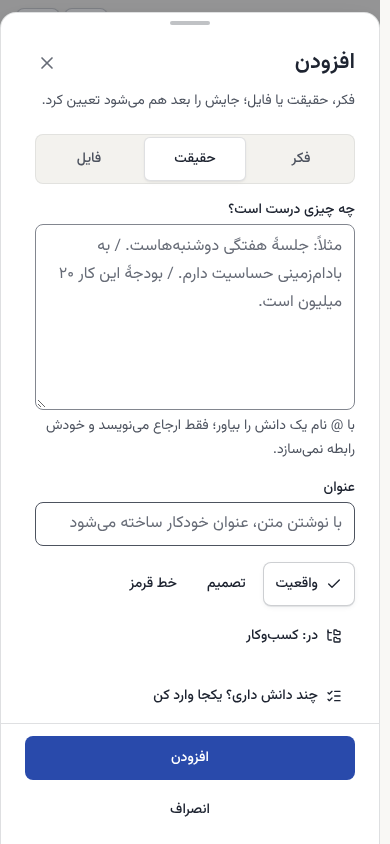 افزودن
فکر، حقیقت یا فایل؛ جایش را بعد هم می‌شود تعیین کرد.
فکر
حقیقت
فایل
چه چیزی درست است؟
مثلاً: جلسهٔ هفتگی دوشنبه‌هاست. / به
بادام‌زمینی حساسیت دارم. / بودجهٔ این کار ۲۰
میلیون است.
با @ نام یک دانش را بیاور؛ فقط ارجاع می‌نویسد و خودش
رابطه نمی‌سازد.
عنوان
با نوشتن متن، عنوان خودکار ساخته می‌شود
واقعیت
تصمیم
خط قرمز
در: کسب‌وکار
چند دانش داری؟ یکجا وارد کن
افزودن
انصراف